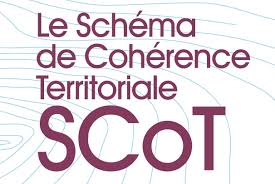 Le Schéma
de Cohérence
Territoriale
SCoT